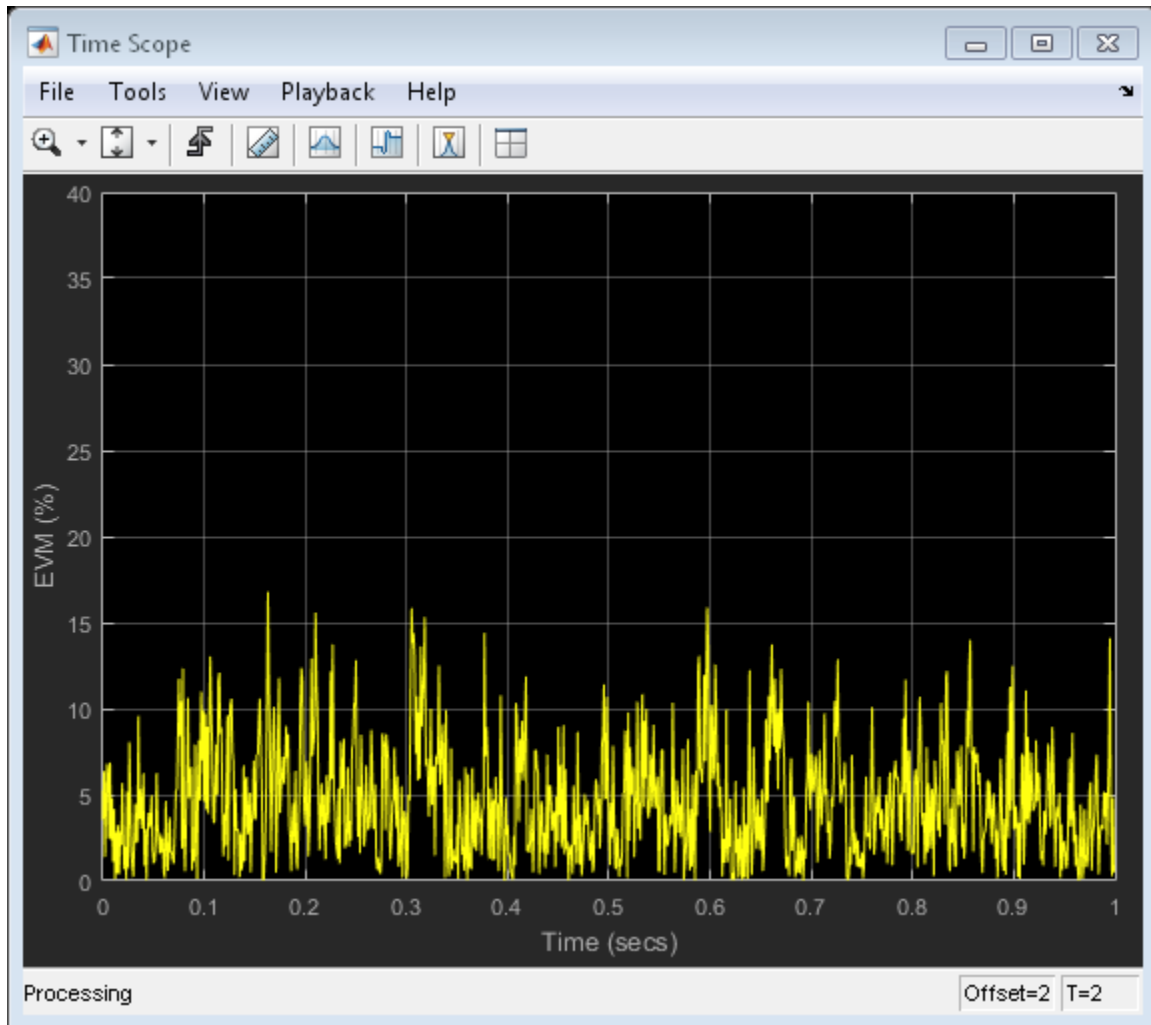 Time Scope
File Tools View Playback Help
40
35
30
25
20
15
10
5
0
EVM (%)
0 0.1 0.2 0.3 0.4 0.5 0.6 0.7 0.8 0.9 1
Time (secs)
Processing Offset=2 T=2